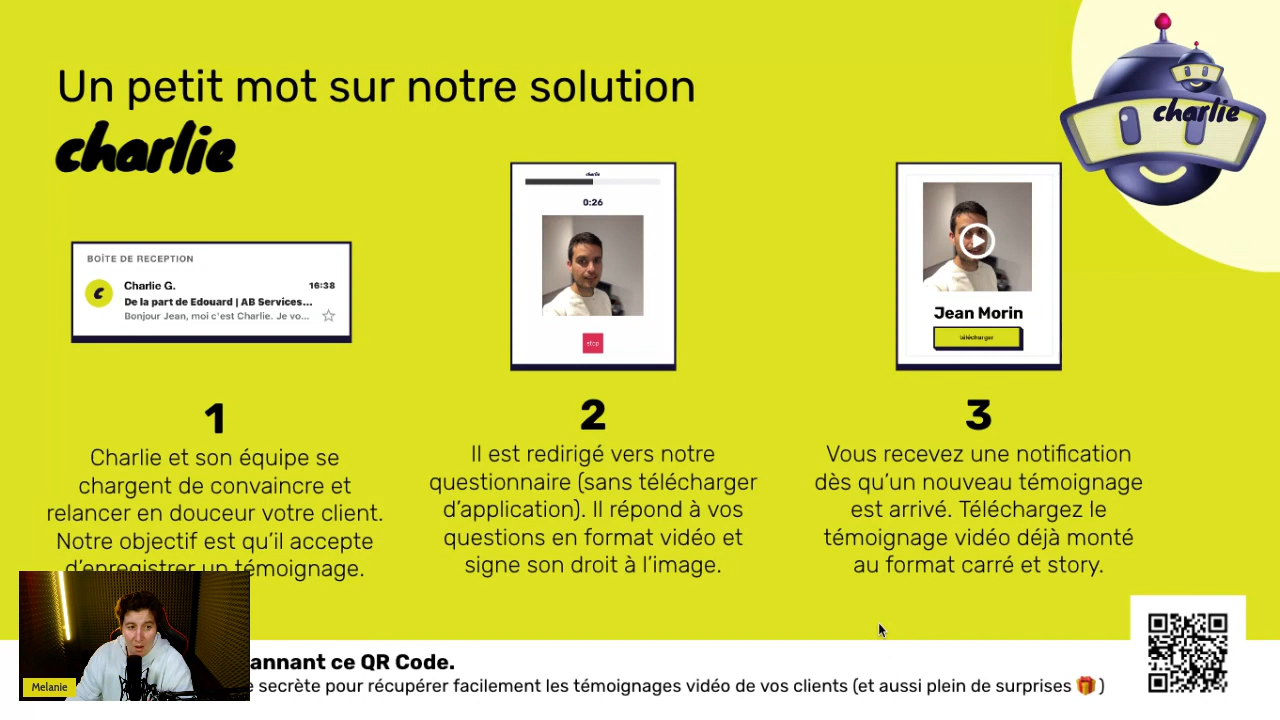 Un petit mot sur notre solution
charlie
charlie
BOÎTE DE RECEPTION
c
Charlie G.
16:38
De la part de Edouard | AB Services...
Bonjour Jean, moi c'est Charlie. Je vo...
charlie
0:26
stop
Jean Morin
télécharger
1
Charlie et son équipe se
chargent de convaincre et
relancer en douceur votre client.
Notre objectif est qu'il accepte
d'enregistrer un témoignage.
2
Il est redirigé vers notre
questionnaire (sans télécharger
d'application). Il répond à vos
questions en format vidéo et
signe son droit à l'image.
3
Vous recevez une notification
dès qu'un nouveau témoignage
est arrivé. Téléchargez le
témoignage vidéo déjà monté
au format carré et story.
Melanie
annant ce QR Code.
e secrète pour récupérer facilement les témoignages vidéo de vos clients (et aussi plein de surprises 🎁)